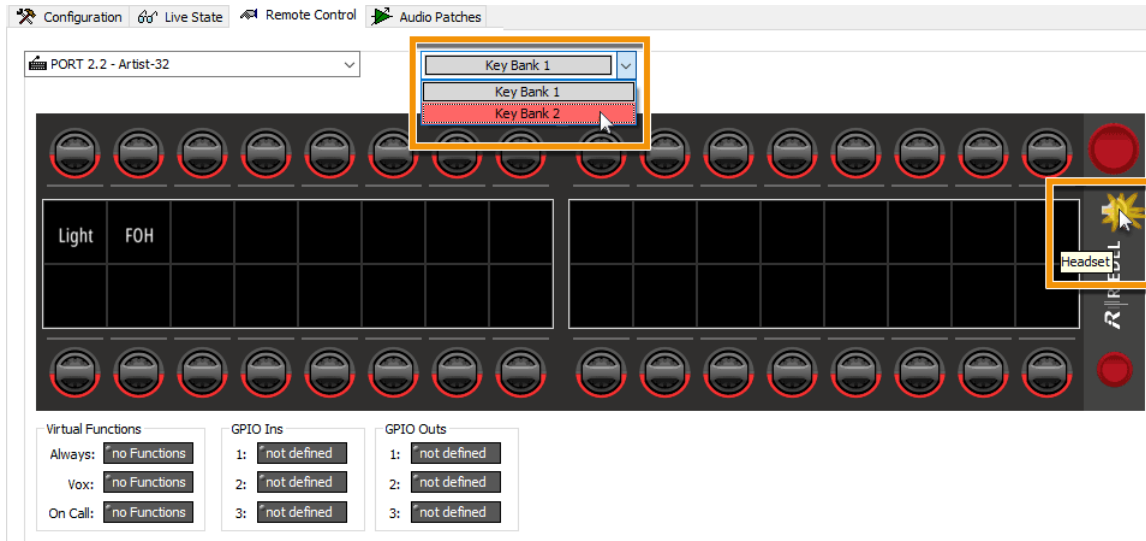 Configuration Live State Remote Control Audio Patches
PORT 2.2 - Artist-32
Key Bank 1
Key Bank 1
Key Bank 2
Light FOH
Headset
RIEDEL
Virtual Functions
Always: no Functions
Vox: no Functions
On Call: no Functions
GPIO Ins
1: not defined
2: not defined
3: not defined
GPIO Outs
1: not defined
2: not defined
3: not defined